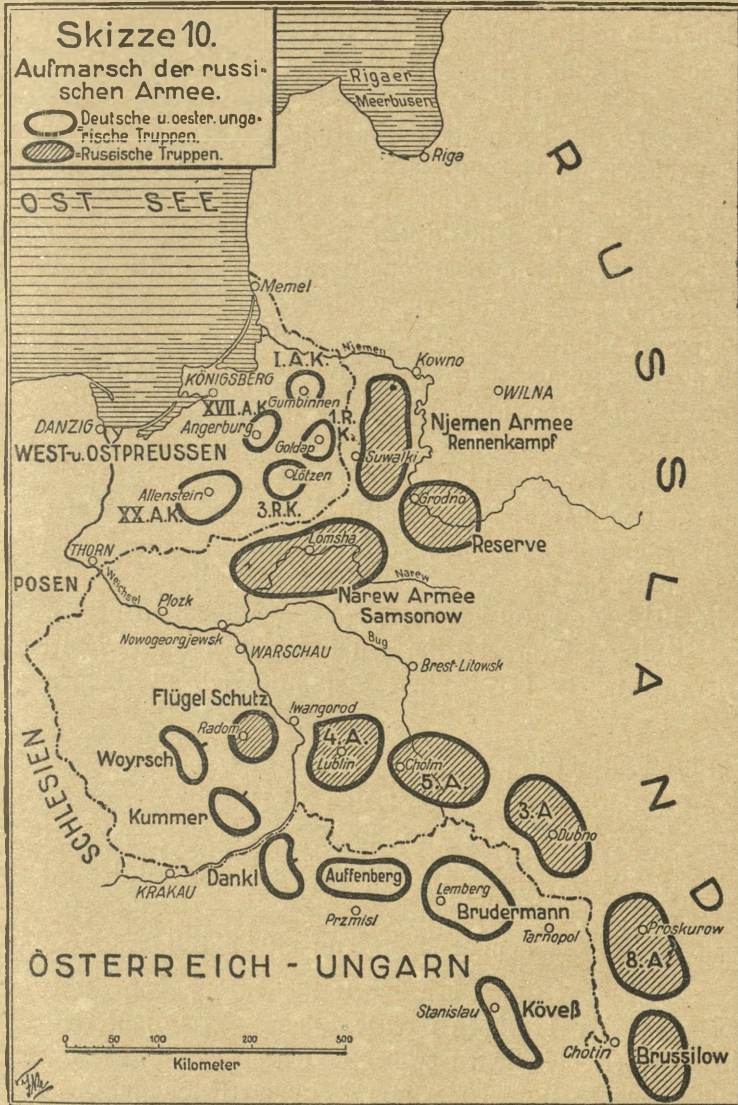 Skizze 10.
Aufmarsch der russi-
schen Armee.
Deutsche u. oester. unga-
=rische Truppen.
=Russische Truppen.
Rigaer
Meerbusen
Riga
OST SEE
RUSSLAND
Memel
Njemen
Kowno
I.A.K.
KÖNIGSBERG
Gumbinnen
WILNA
XVII.A.K
1.R.
K.
Njemen Armee
Rennenkampf
DANZIG
Angerburg
Goldap
WEST-u.OSTPREUSSEN
Suwalki
Lötzen
Allenstein
Grodno
XX.A.K.
3.R.K.
Reserve
Lomsha
THORN
Narew
POSEN
Weichsel
Plozk
Narew Armee
Samsonow
Nowogeorgjewsk
WARSCHAU
Bug
Brest-Litowsk
Flügel Schutz
Iwangorod
Radom
4.A.
Lublin
Cholm
5.A.
Woyrsch
SCHLESIEN
Kummer
3.A
Dubno
Dankl
Auffenberg
KRAKAU
Lemberg
Brudermann
Przmisl
Tarnopol
Proskurow
8.A.
ÖSTERREICH - UNGARN
Stanislau
Köveß
Chotin
Brussilow
0 50 100 200 300
Kilometer